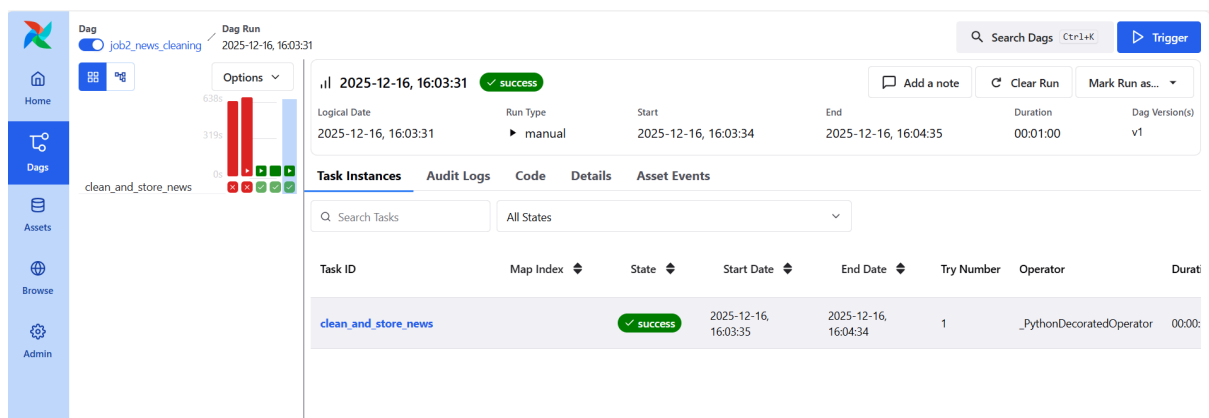 Dag
job2_news_cleaning
/
Dag Run
2025-12-16, 16:03:31
Search Dags Ctrl+K
Trigger
Home
Dags
Assets
Browse
Admin
Options
638s
319s
0s
clean_and_store_news
2025-12-16, 16:03:31 success
Add a note
Clear Run
Mark Run as...
Logical Date Run Type Start End Duration Dag Version(s)
2025-12-16, 16:03:31 manual 2025-12-16, 16:03:34 2025-12-16, 16:04:35 00:01:00 v1
Task Instances Audit Logs Code Details Asset Events
Search Tasks All States
Task ID Map Index State Start Date End Date Try Number Operator Durati
clean_and_store_news success 2025-12-16, 16:03:35 2025-12-16, 16:04:34 1 _PythonDecoratedOperator 00:00: